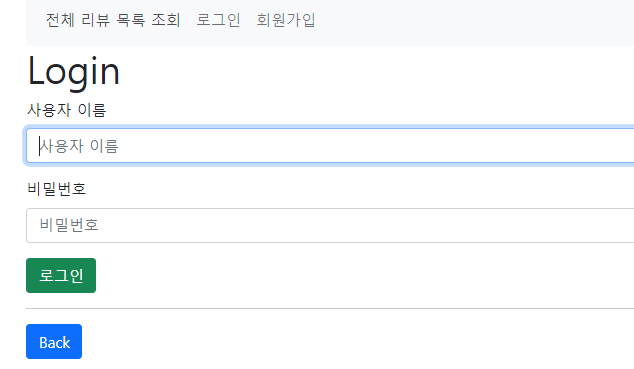 전체 리뷰 목록 조회 로그인 회원가입
Login
사용자 이름
사용자 이름
비밀번호
비밀번호
로그인
Back